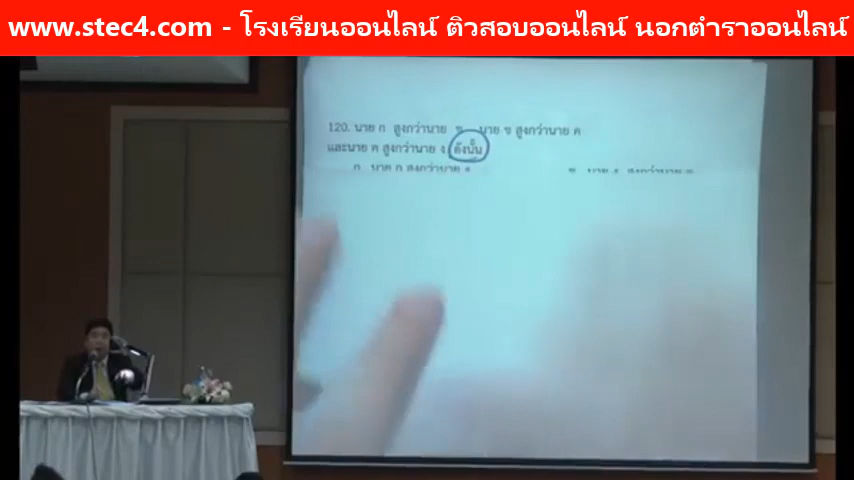 www.stec4.com - โรงเรียนออนไลน์ ติวสอบออนไลน์ นอกตำราออนไลน์
120. นาย ก สูงกว่านาย ข นาย ข สูงกว่านาย ค
และนาย ค สูงกว่านาย ง ดังนั้น
ก. นาย ก สูงกว่านาย